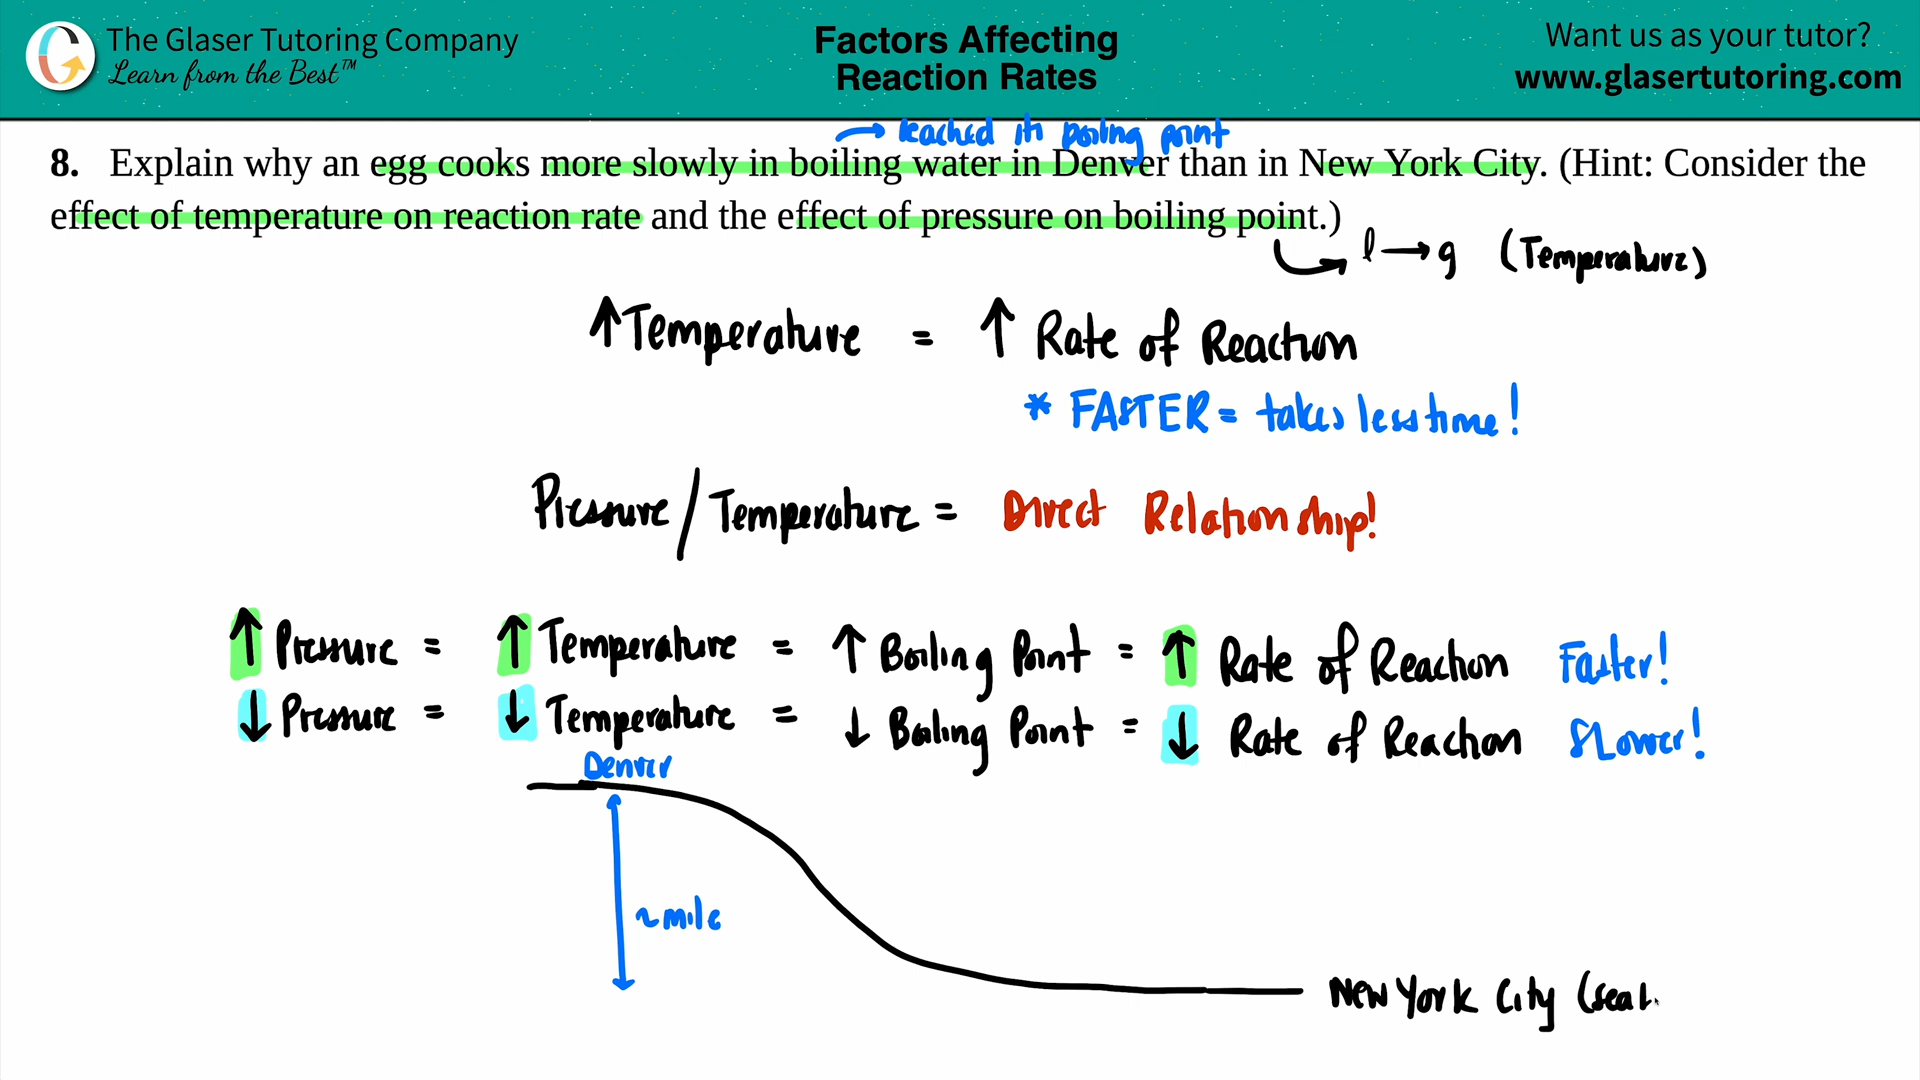 The Glaser Tutoring Company
Learn from the Best™
Factors Affecting
Reaction Rates
Want us as your tutor?
www.glasertutoring.com
→ reached its boiling point
8. Explain why an egg cooks more slowly in boiling water in Denver than in New York City. (Hint: Consider the
effect of temperature on reaction rate and the effect of pressure on boiling point.)
l → g (Temperature)
↑ Temperature = ↑ Rate of Reaction
* FASTER = takes less time!
Pressure / Temperature = Direct Relationship!
↑ Pressure = ↑ Temperature = ↑ Boiling Point = ↑ Rate of Reaction Faster!
↓ Pressure = ↓ Temperature = ↓ Boiling Point = ↓ Rate of Reaction SLower!
Denver
~mile
New York City (sea l